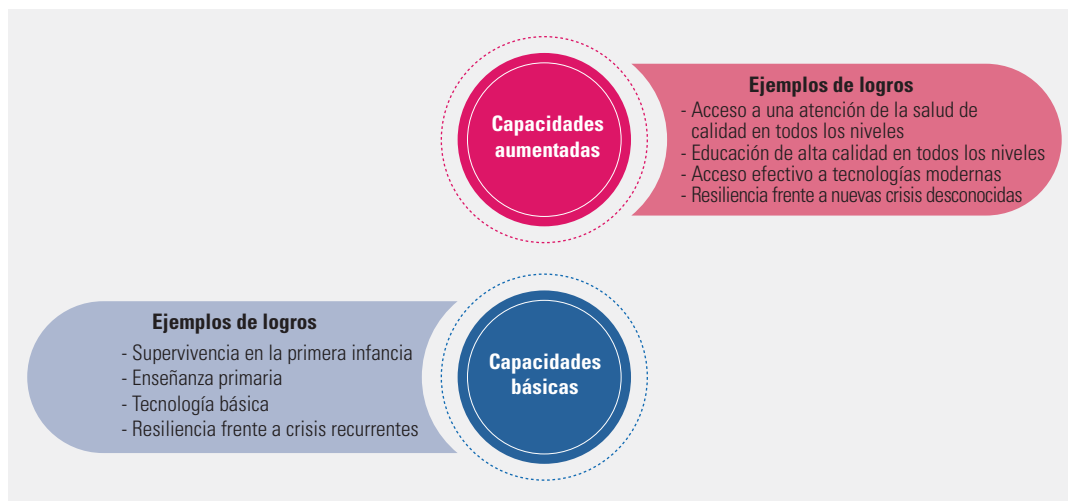 Capacidades
aumentadas
Ejemplos de logros
- Acceso a una atención de la salud de
calidad en todos los niveles
- Educación de alta calidad en todos los niveles
- Acceso efectivo a tecnologías modernas
- Resiliencia frente a nuevas crisis desconocidas
Ejemplos de logros
- Supervivencia en la primera infancia
- Enseñanza primaria
- Tecnología básica
- Resiliencia frente a crisis recurrentes
Capacidades
básicas